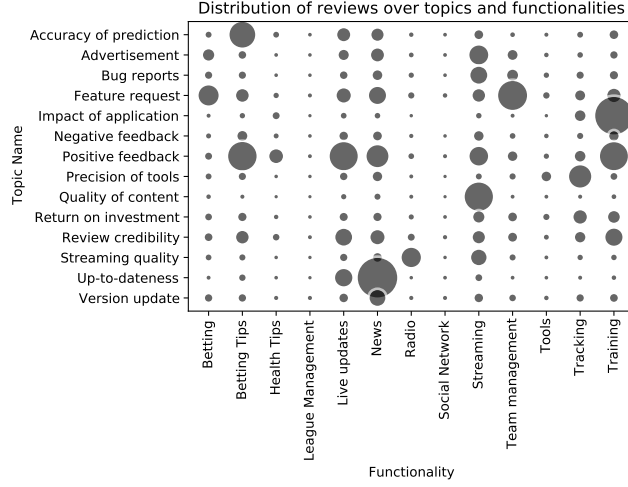 Distribution of reviews over topics and functionalities
Topic Name
Accuracy of prediction
Advertisement
Bug reports
Feature request
Impact of application
Negative feedback
Positive feedback
Precision of tools
Quality of content
Return on investment
Review credibility
Streaming quality
Up-to-dateness
Version update
Betting
Betting Tips
Health Tips
League Management
Live updates
News
Radio
Social Network
Streaming
Team management
Tools
Tracking
Training
Functionality